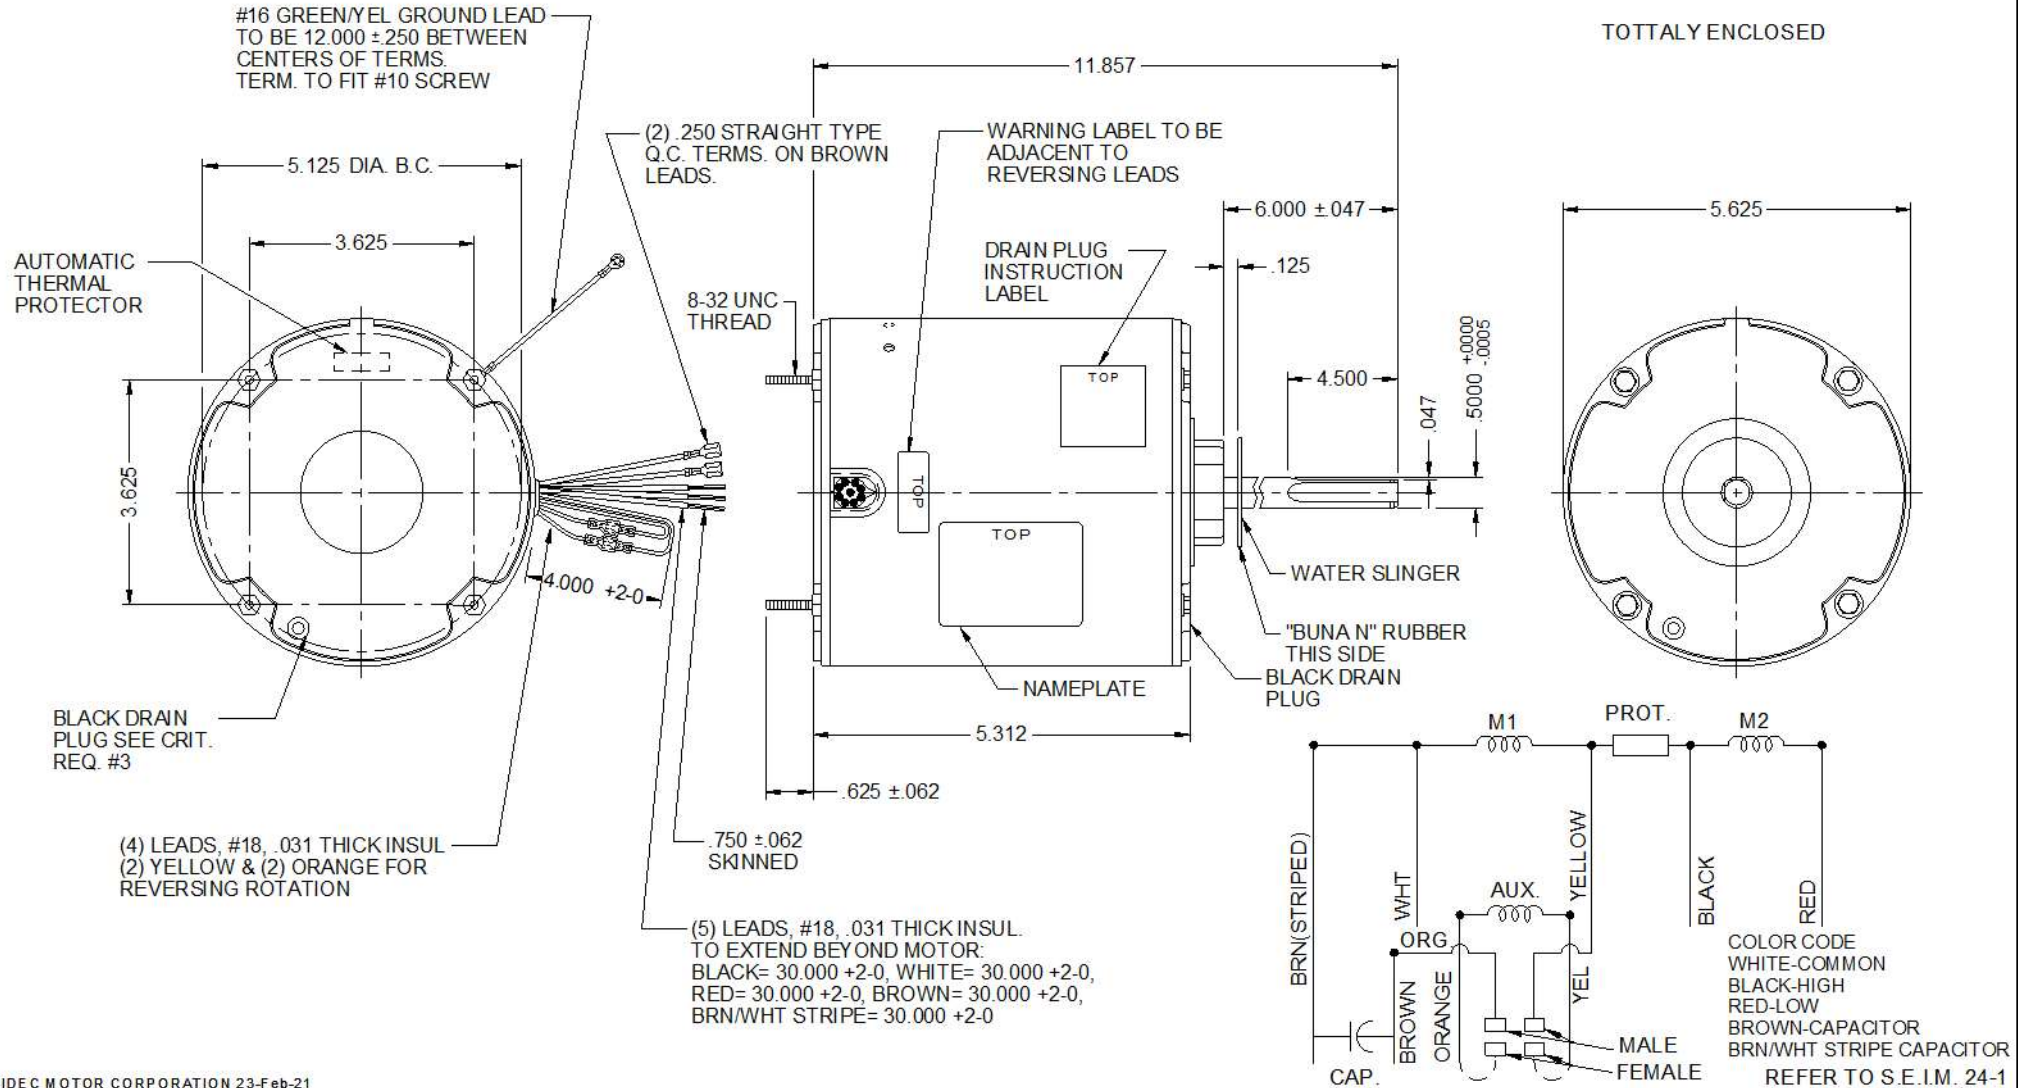 #16 GREEN/YEL GROUND LEAD
TO BE 12.000 ±.250 BETWEEN
CENTERS OF TERMS.
TERM. TO FIT #10 SCREW
TOTTALY ENCLOSED
11.857
(2) .250 STRAIGHT TYPE
Q.C. TERMS. ON BROWN
LEADS.
WARNING LABEL TO BE
ADJACENT TO
REVERSING LEADS
5.125 DIA. B.C.
3.625
6.000 ±.047
5.625
AUTOMATIC
THERMAL
PROTECTOR
DRAIN PLUG
INSTRUCTION
LABEL
.125
8-32 UNC
THREAD
TOP
4.500
.047
.5000 +.0000
-.0005
3.625
TOP
TOP
4.000 +2-0
WATER SLINGER
"BUNA N" RUBBER
THIS SIDE
BLACK DRAIN
PLUG
NAMEPLATE
BLACK DRAIN
PLUG SEE CRIT.
REQ. #3
5.312
.625 ±.062
(4) LEADS, #18, .031 THICK INSUL
(2) YELLOW & (2) ORANGE FOR
REVERSING ROTATION
.750 ±.062
SKINNED
(5) LEADS, #18, .031 THICK INSUL.
TO EXTEND BEYOND MOTOR:
BLACK= 30.000 +2-0, WHITE= 30.000 +2-0,
RED= 30.000 +2-0, BROWN= 30.000 +2-0,
BRN/WHT STRIPE= 30.000 +2-0
M1
PROT.
M2
BRN(STRIPED)
WHT
AUX.
YELLOW
BLACK
RED
ORG
BROWN
ORANGE
YEL
CAP.
MALE
FEMALE
COLOR CODE
WHITE-COMMON
BLACK-HIGH
RED-LOW
BROWN-CAPACITOR
BRN/WHT STRIPE CAPACITOR
REFER TO S.E.I.M. 24-1
IDEC MOTOR CORPORATION 23-Feb-21